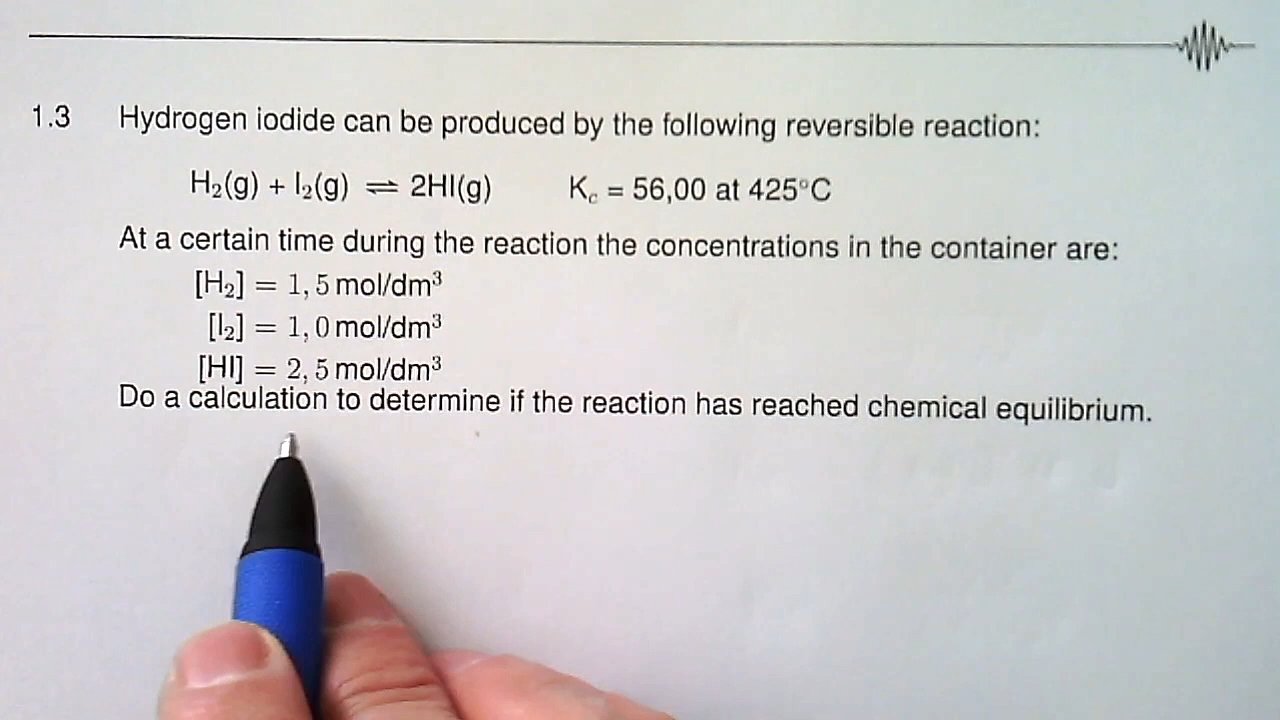 1.3 Hydrogen iodide can be produced by the following reversible reaction:
H₂(g) + I₂(g) ⇌ 2HI(g) K꜀ = 56,00 at 425°C
At a certain time during the reaction the concentrations in the container are:
[H₂] = 1, 5 mol/dm³
[I₂] = 1, 0 mol/dm³
[HI] = 2, 5 mol/dm³
Do a calculation to determine if the reaction has reached chemical equilibrium.